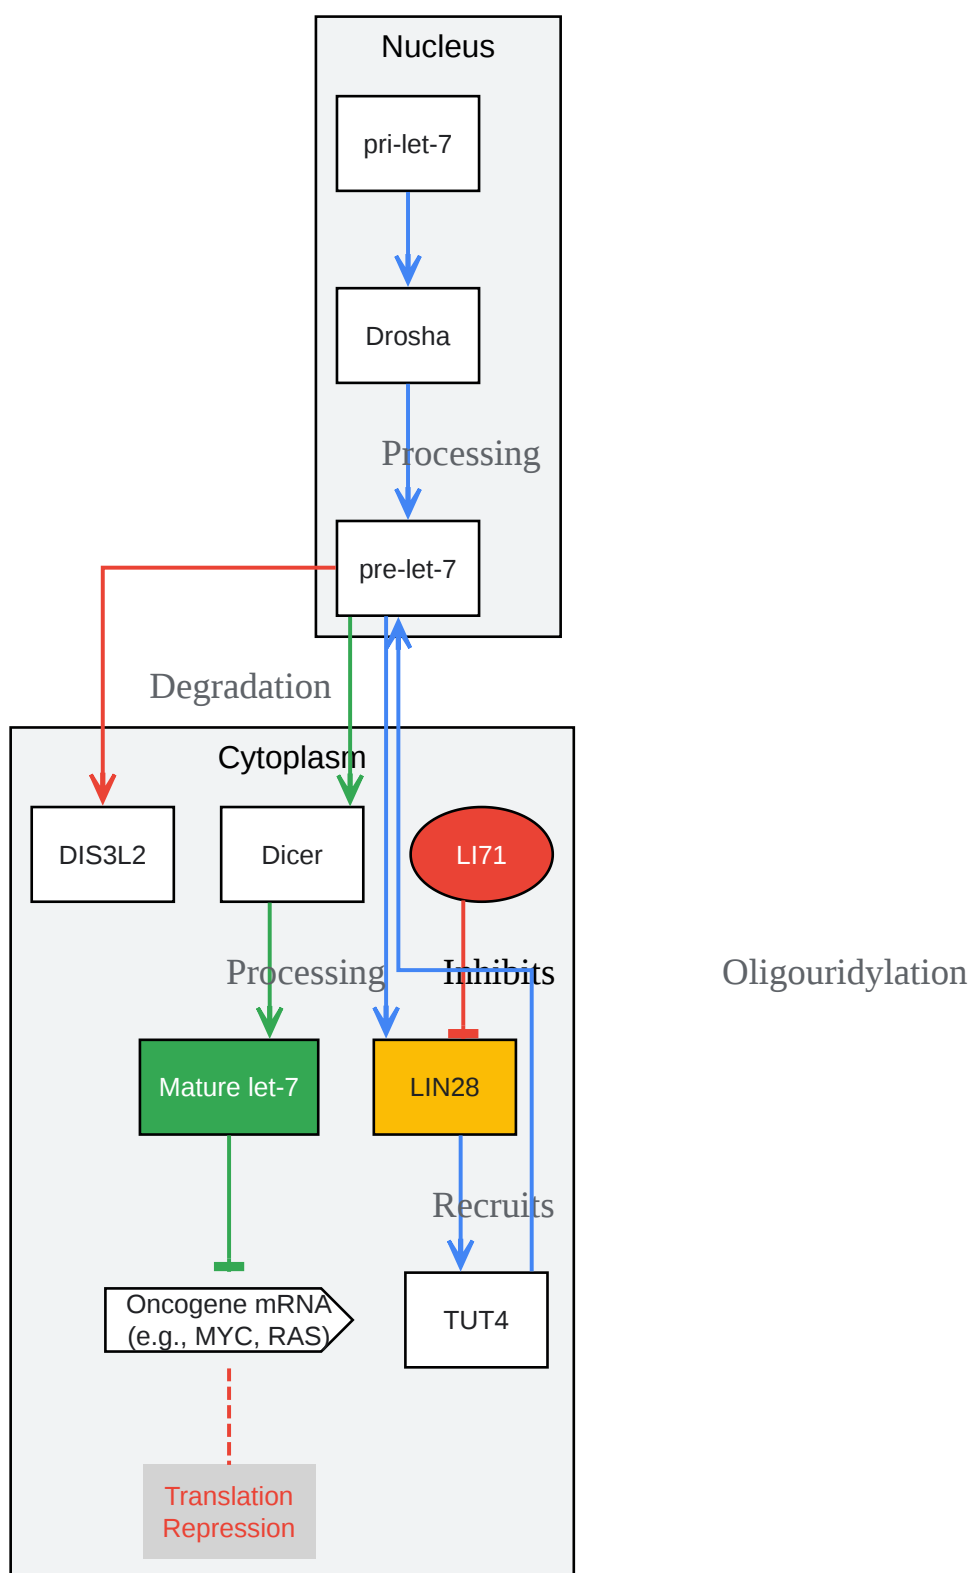 Nucleus
pri-let-7
Drosha
Processing
pre-let-7
Degradation
Cytoplasm
DIS3L2
Dicer
LI71
Processing
Inhibits
Oligouridylation
Mature let-7
LIN28
Recruits
Oncogene mRNA
(e.g., MYC, RAS)
TUT4
Translation
Repression